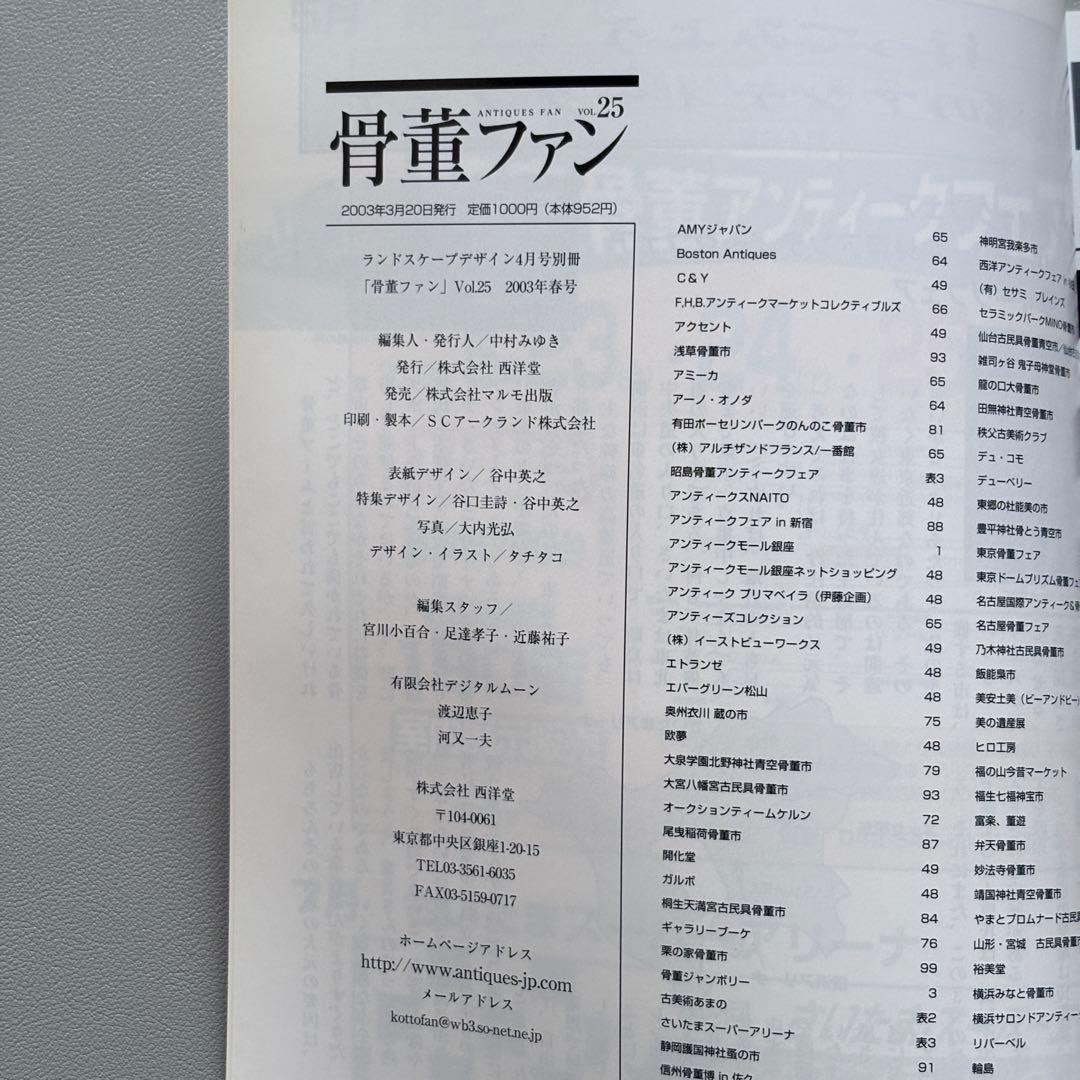 骨董ファン
ANTIQUES FAN VOL.25
2003年3月20日発行 定価1000円（本体952円）
ランドスケープデザイン4月号別冊
「骨董ファン」Vol.25 2003年春号
編集人・発行人／中村みゆき
発行／株式会社 西洋堂
発売／株式会社マルモ出版
印刷・製本／ＳＣアークランド株式会社
表紙デザイン／ 谷中英之
特集デザイン／谷口圭詩・谷中英之
写真／大内光弘
デザイン・イラスト／タチタコ
編集スタッフ／
宮川小百合・足達孝子・近藤祐子
有限会社デジタルムーン
渡辺恵子
河又一夫
株式会社 西洋堂
〒104-0061
東京都中央区銀座1-20-15
TEL03-3561-6035
FAX03-5159-0717
ホームページアドレス
http://www.antiques-jp.com
メールアドレス
kottofan@wb3.so-net.ne.jp
AMYジャパン 65
Boston Antiques 64
C & Y 49
F,H,B.アンティークマーケットコレクティブルズ 66
アクセント 49
浅草骨董市 93
アミーカ 65
アーノ・オノダ 64
有田ポーセリンパークのんのこ骨董市 81
（株）アルチザンドフランス/一番館 65
昭島骨董アンティークフェア 表3
アンティークスNAITO 48
アンティークフェア in 新宿 88
アンティークモール銀座 1
アンティークモール銀座ネットショッピング 48
アンティーク プリマベイラ（伊藤企画） 48
アンティーズコレクション 65
（株）イーストビューワークス 49
エトランゼ 48
エバーグリーン松山 48
奥州衣川 蔵の市 75
欧夢 48
大泉学園北野神社青空骨董市 79
大宮八幡宮古民具骨董市 93
オークションティームケルン 72
尾曳稲荷骨董市 87
開化堂 49
ガルボ 48
桐生天満宮古民具骨董市 84
ギャラリーブーケ 76
栗の家骨董市 99
骨董ジャンボリー 3
古美術あまの 表2
さいたまスーパーアリーナ 表3
静岡護国神社蚤の市 91
信州骨董博 in 佐久
神明宮我楽多市
西洋アンティークフェア in
（有）セサミ ブレインズ
セラミックパークMINO骨董市
仙台古民具骨董青空市／
雑司ヶ谷 鬼子母神堂骨董市
龍の口大骨董市
田無神社青空骨董市
秩父古美術クラブ
デュ・コモ
デューベリー
東郷の杜能美の市
豊平神社骨とう青空市
東京骨董フェア
東京ドームプリズム骨董フェ
名古屋国際アンティーク&骨
名古屋骨董フェア
乃木神社古民具骨董市
飯能梟市
美安土美（ビーアンドビー
美の遺産展
ヒロ工房
福の山今昔マーケット
福生七福神宝市
富楽、董遊
弁天骨董市
妙法寺骨董市
靖国神社青空骨董市
やまとプロムナード古民
山形・宮城 古民具骨董
裕美堂
横浜みなと骨董市
横浜サロンドアンティー
リバーベル
輪島